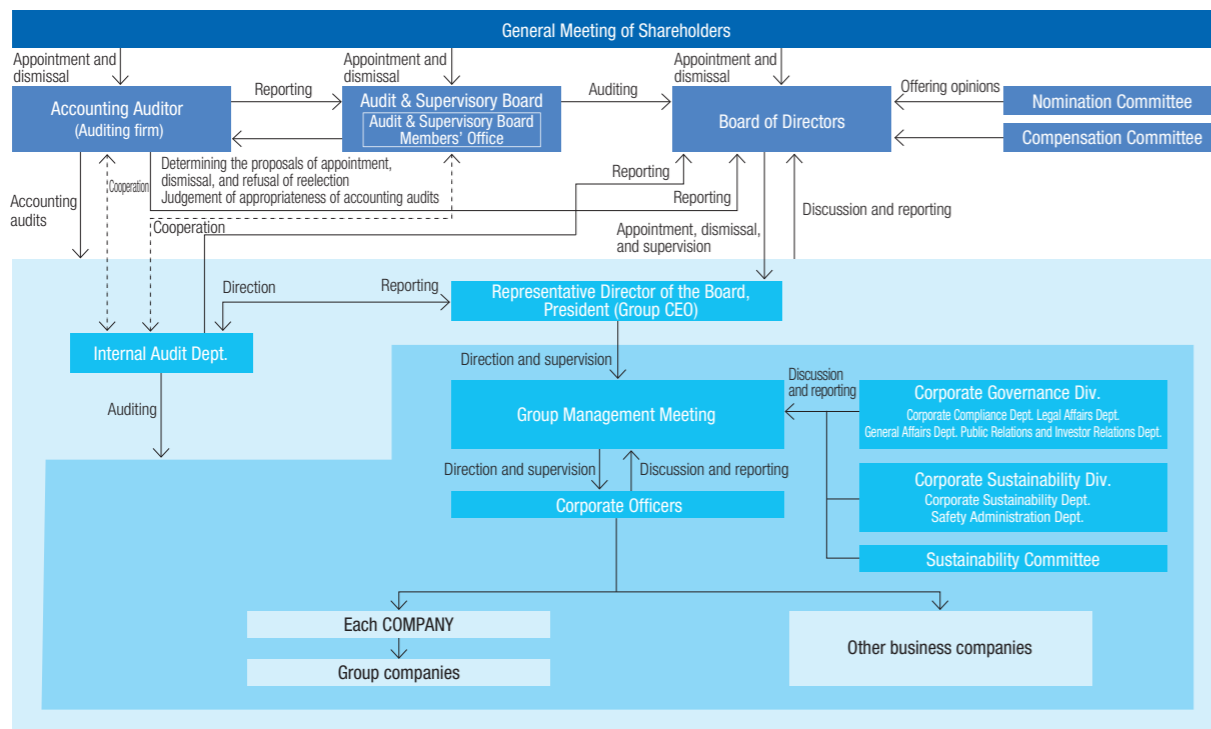 General Meeting of Shareholders
Appointment and
dismissal
Appointment and
dismissal
Appointment and
dismissal
Accounting Auditor
(Auditing firm)
Reporting
Audit & Supervisory Board
Audit & Supervisory Board
Members' Office
Auditing
Board of Directors
Offering opinions
Nomination Committee
Compensation Committee
Accounting
audits
Cooperation
Determining the proposals of appointment,
dismissal, and refusal of reelection
Judgement of appropriateness of accounting audits
Cooperation
Reporting
Reporting
Appointment, dismissal,
and supervision
Discussion and reporting
Direction
Reporting
Representative Director of the Board,
President (Group CEO)
Internal Audit Dept.
Auditing
Direction and supervision
Group Management Meeting
Discussion
and reporting
Corporate Governance Div.
Corporate Compliance Dept. Legal Affairs Dept.
General Affairs Dept. Public Relations and Investor Relations Dept.
Direction and supervision
Discussion and reporting
Corporate Officers
Corporate Sustainability Div.
Corporate Sustainability Dept.
Safety Administration Dept.
Sustainability Committee
Each COMPANY
Group companies
Other business companies